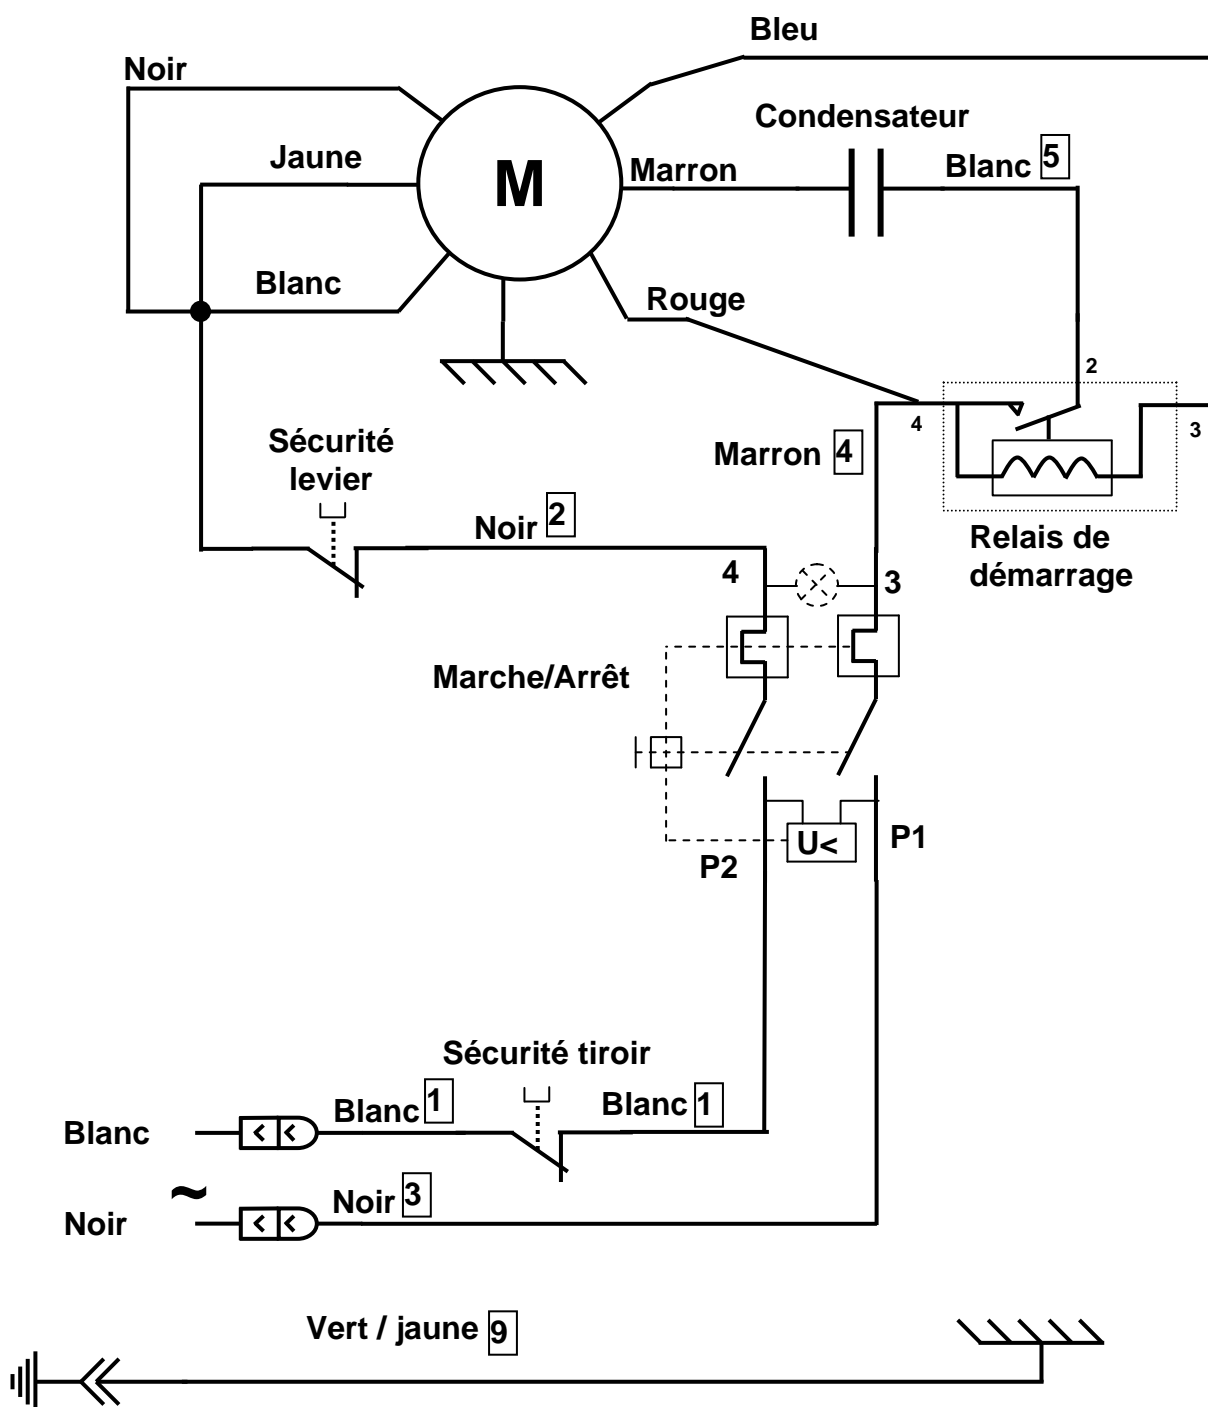 Bleu
Noir
Condensateur
Jaune
M
Marron
Blanc 5
Blanc
Rouge
2
4
3
Sécurité
levier
Marron 4
Noir 2
Relais de
démarrage
4
3
Marche/Arrêt
U<
P1
P2
Sécurité tiroir
Blanc 1
Blanc 1
Blanc
~
Noir 3
Noir
Vert / jaune 9